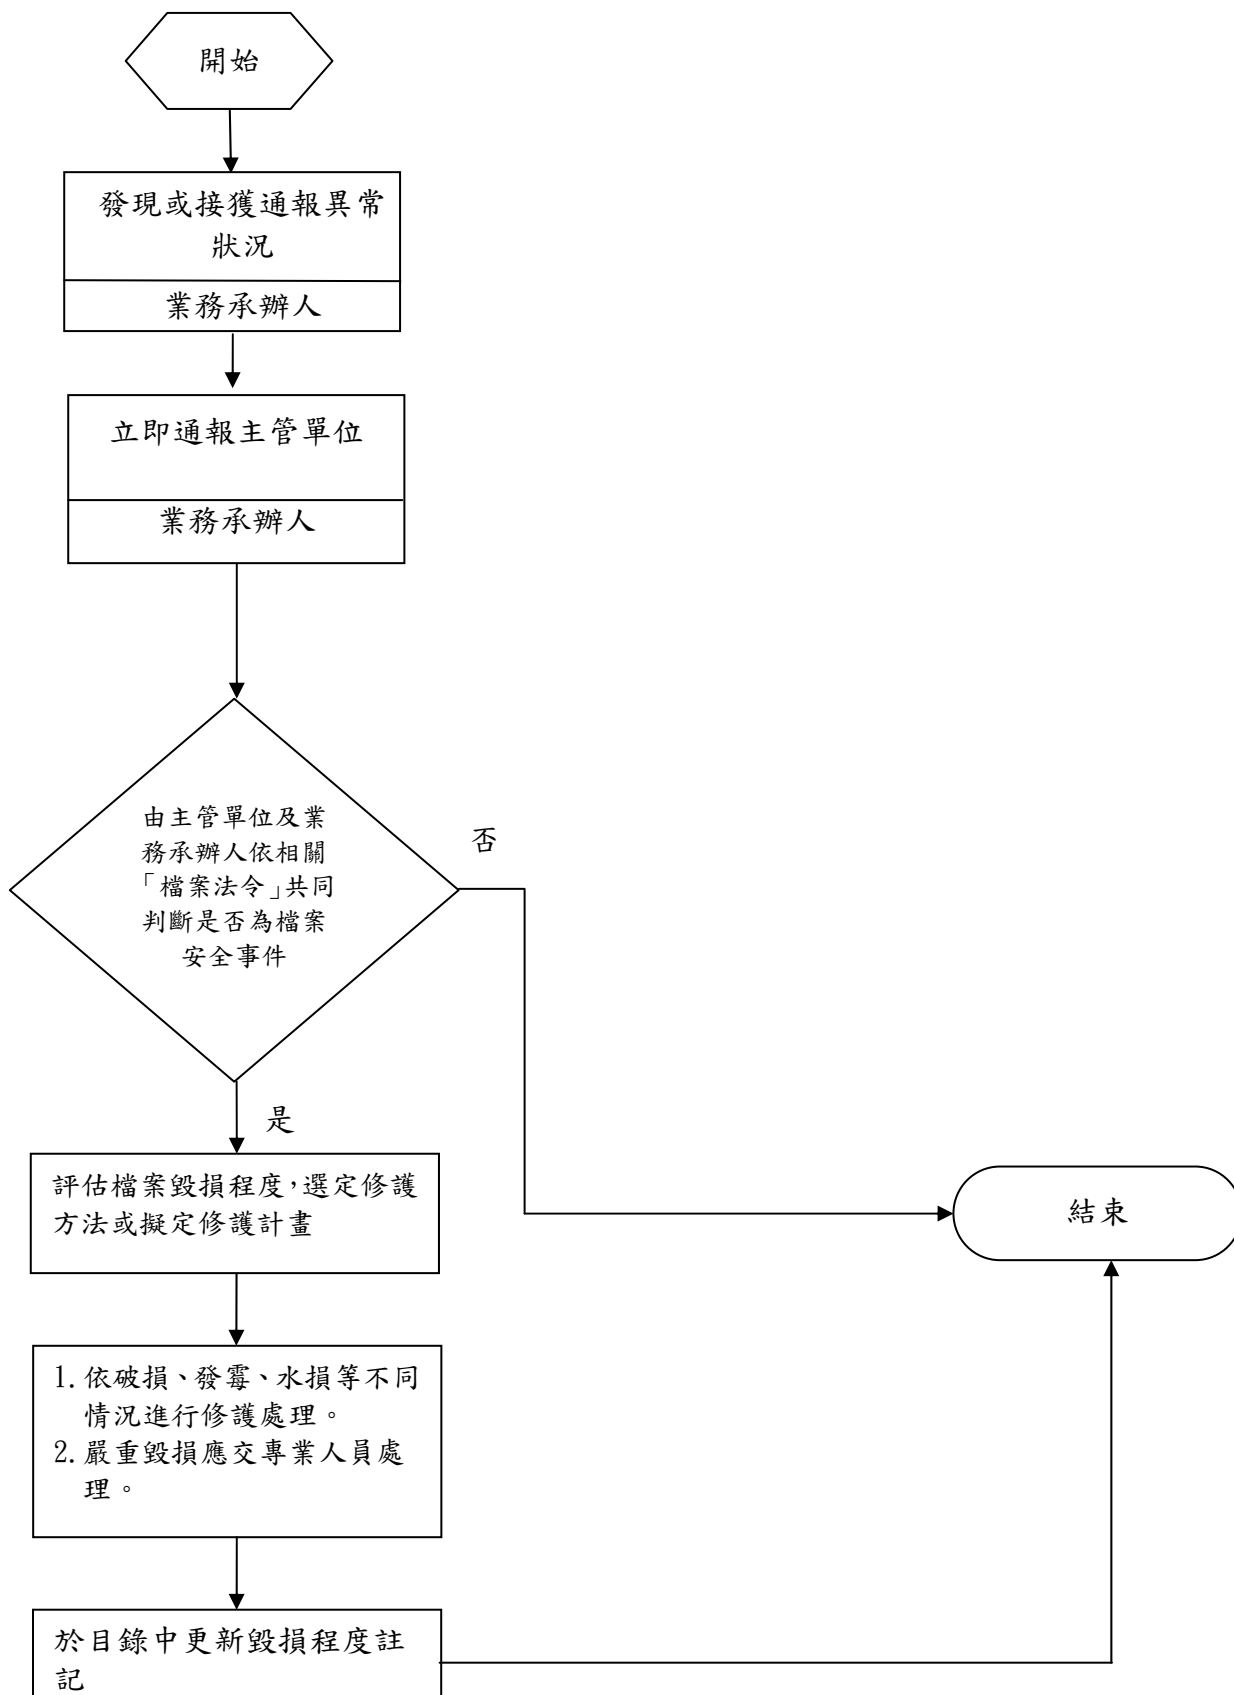 開始
發現或接獲通報異常
狀況
業務承辦人
立即通報主管單位
業務承辦人
由主管單位及業
務承辦人依相關
「檔案法令」共同
判斷是否為檔案
安全事件
否
是
評估檔案毀損程度,選定修護
方法或擬定修護計畫
結束
1. 依破損、發霉、水損等不同
情況進行修護處理。
2. 嚴重毀損應交專業人員處
理。
於目錄中更新毀損程度註
記